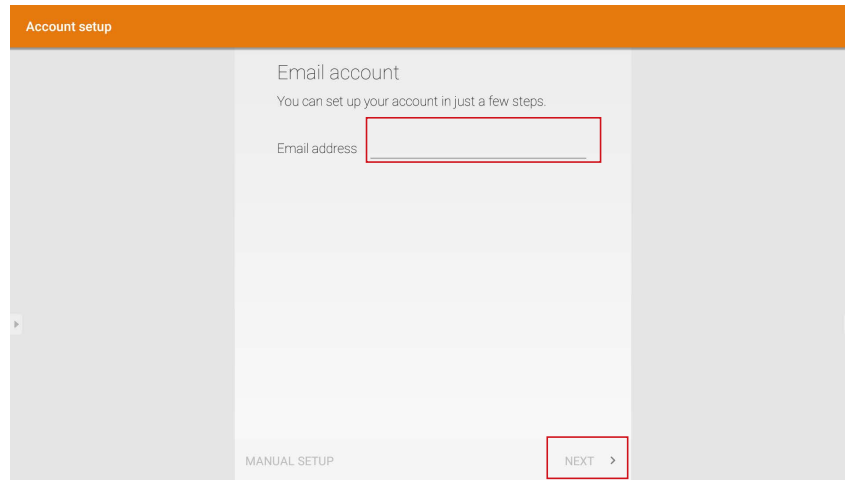 Account setup
Email account
You can set up your account in just a few steps.
Email address
MANUAL SETUP
NEXT